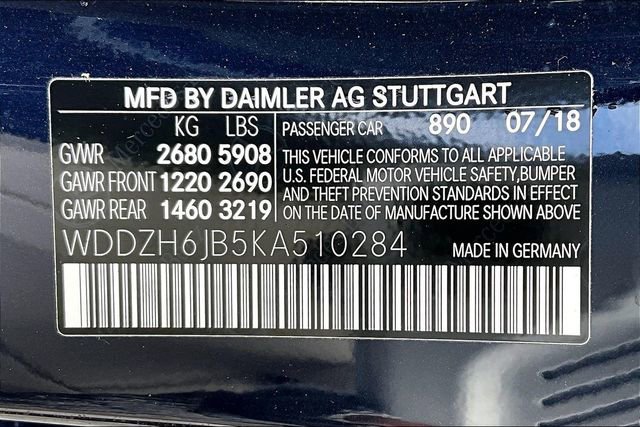 MFD BY DAIMLER AG STUTTGART
KG LBS
GVWR 2680 5908
GAWR FRONT 1220 2690
GAWR REAR 1460 3219
PASSENGER CAR 890 07/18
THIS VEHICLE CONFORMS TO ALL APPLICABLE
U.S. FEDERAL MOTOR VEHICLE SAFETY, BUMPER
AND THEFT PREVENTION STANDARDS IN EFFECT
ON THE DATE OF MANUFACTURE SHOWN ABOVE
WDDZH6JB5KA510284 MADE IN GERMANY